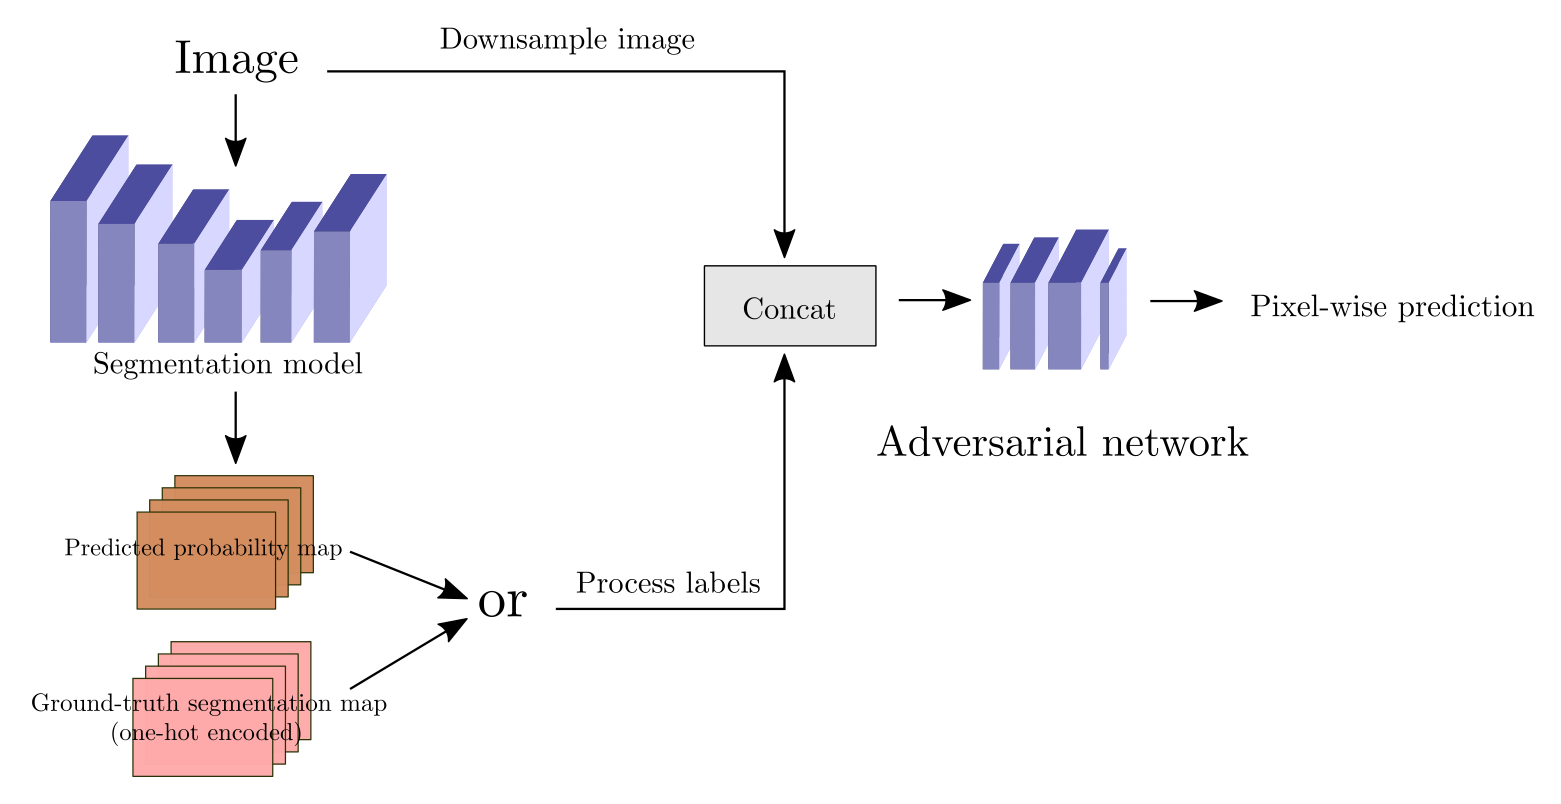 Image
Downsample image
Segmentation model
Concat
Pixel-wise prediction
Adversarial network
Predicted probability map
or
Process labels
Ground-truth segmentation map
(one-hot encoded)